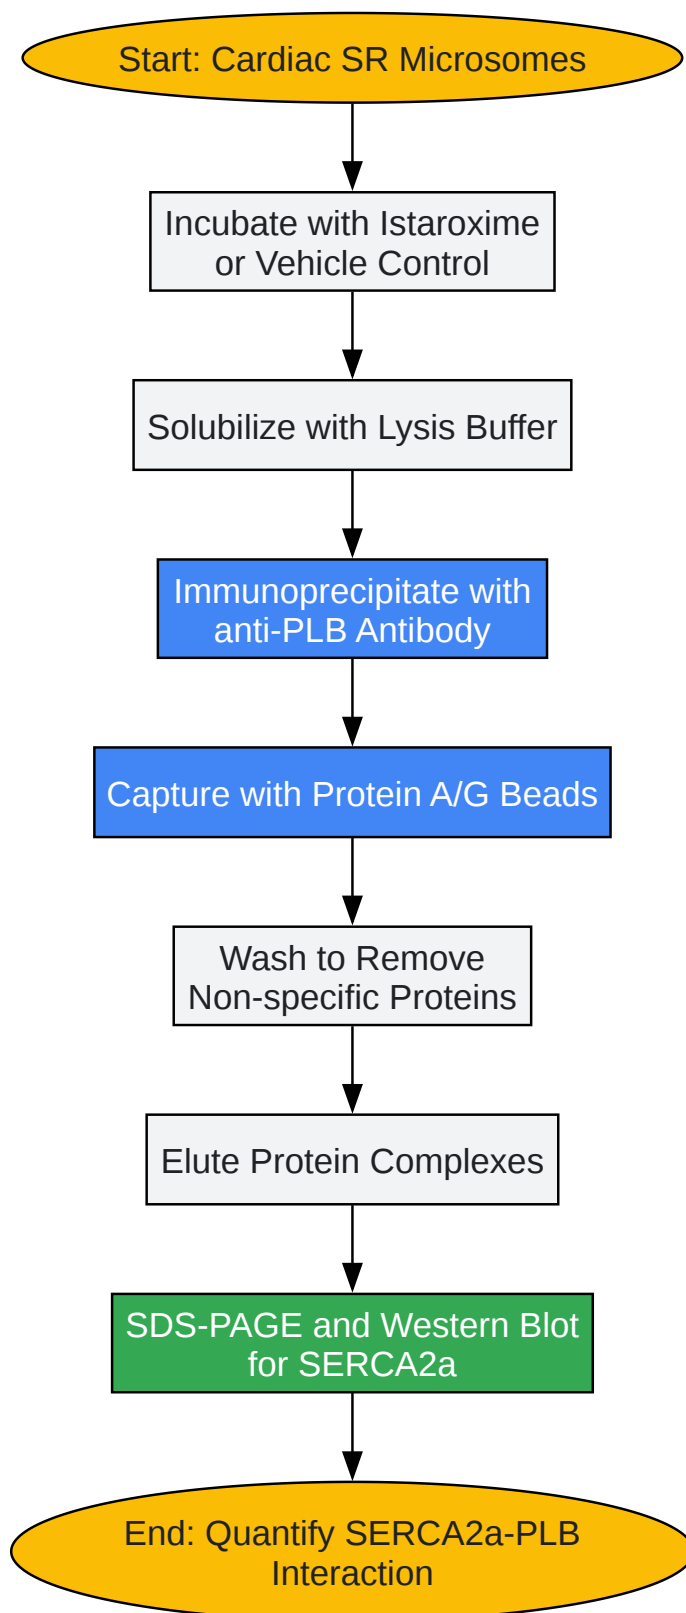 Start: Cardiac SR Microsomes
Incubate with Istaroxime
or Vehicle Control
Solubilize with Lysis Buffer
Immunoprecipitate with
anti-PLB Antibody
Capture with Protein A/G Beads
Wash to Remove
Non-specific Proteins
Elute Protein Complexes
SDS-PAGE and Western Blot
for SERCA2a
End: Quantify SERCA2a-PLB
Interaction